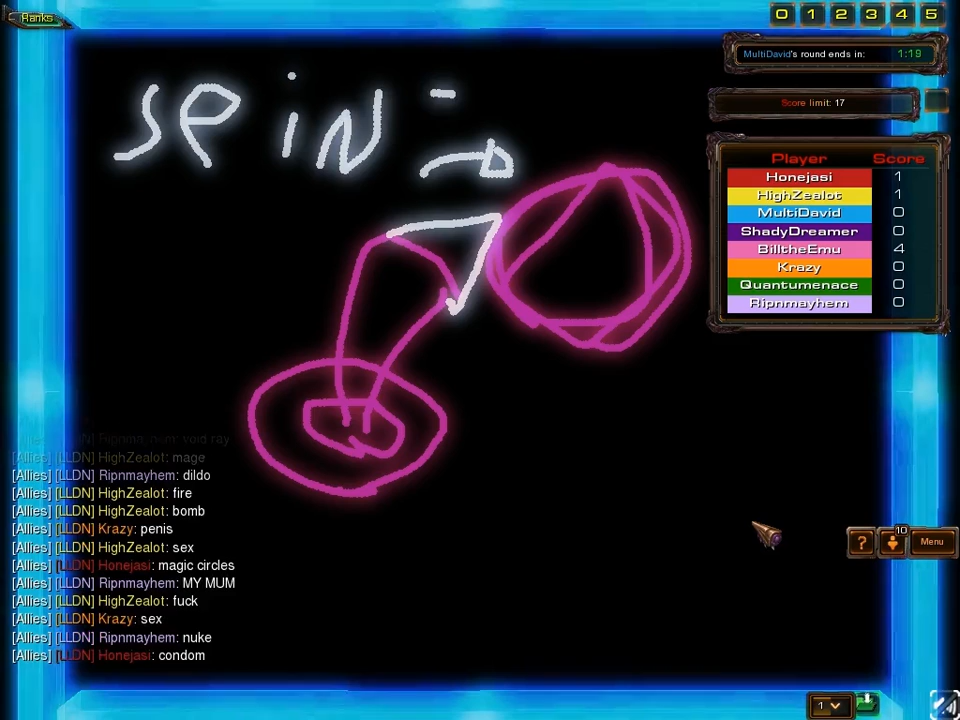 Ranks
0 1 2 3 4 5
MultiDavid's round ends in: 1:19
Score limit: 17
Player Score
Honejasi 1
HighZealot 1
MultiDavid 0
ShadyDreamer 0
BilltheEmu 4
Krazy 0
Quantumenace 0
Ripnmayhem 0
[Allies] [LLDN] HighZealot: mage
[Allies] [LLDN] Ripnmayhem: dildo
[Allies] [LLDN] HighZealot: fire
[Allies] [LLDN] HighZealot: bomb
[Allies] [LLDN] Krazy: penis
[Allies] [LLDN] HighZealot: sex
[Allies] [LLDN] Honejasi: magic circles
[Allies] [LLDN] Ripnmayhem: MY MUM
[Allies] [LLDN] HighZealot: fuck
[Allies] [LLDN] Krazy: sex
[Allies] [LLDN] Ripnmayhem: nuke
[Allies] [LLDN] Honejasi: condom
? 10 Menu
1